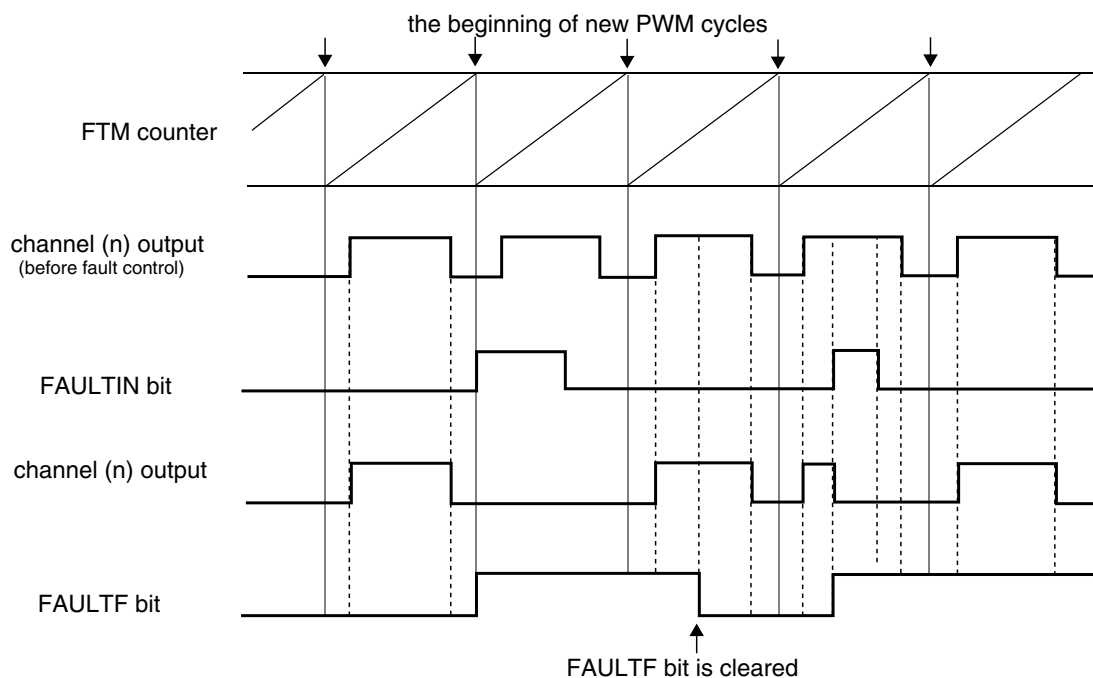 the beginning of new PWM cycles
FTM counter
channel (n) output
(before fault control)
FAULTIN bit
channel (n) output
FAULTF bit
FAULTF bit is cleared